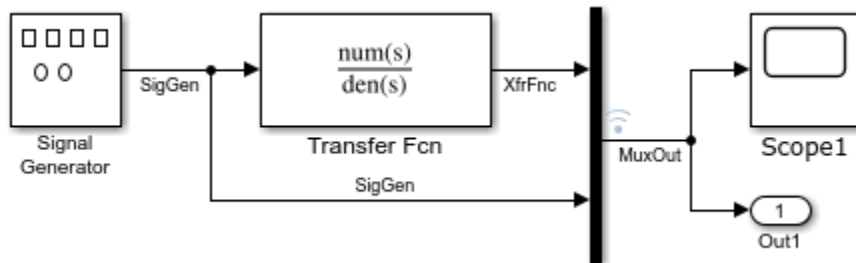 num(s)
den(s)
SigGen
XfrFnc
Signal
Generator
Transfer Fcn
SigGen
MuxOut
Scope1
1
Out1